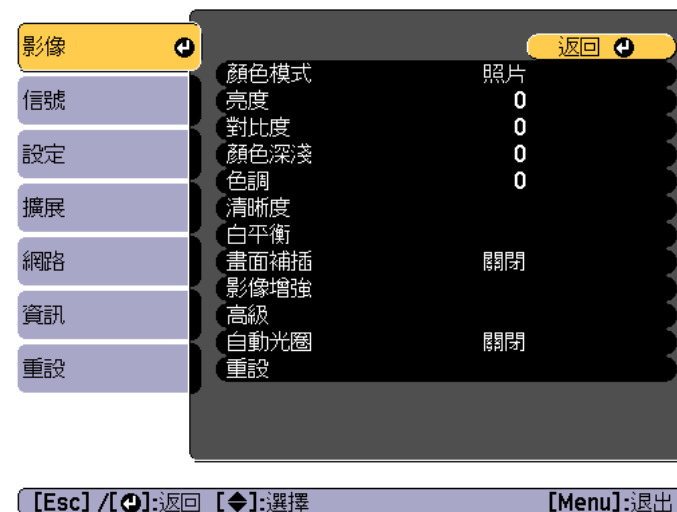 影像
返回
顏色模式 照片
亮度 0
對比度 0
顏色深淺 0
色調 0
清晰度
白平衡
畫面補插 關閉
影像增強
高級
自動光圈 關閉
重設
信號
設定
擴展
網路
資訊
重設
[Esc] /[ ]:返回 [ ]:選擇 [Menu]:退出